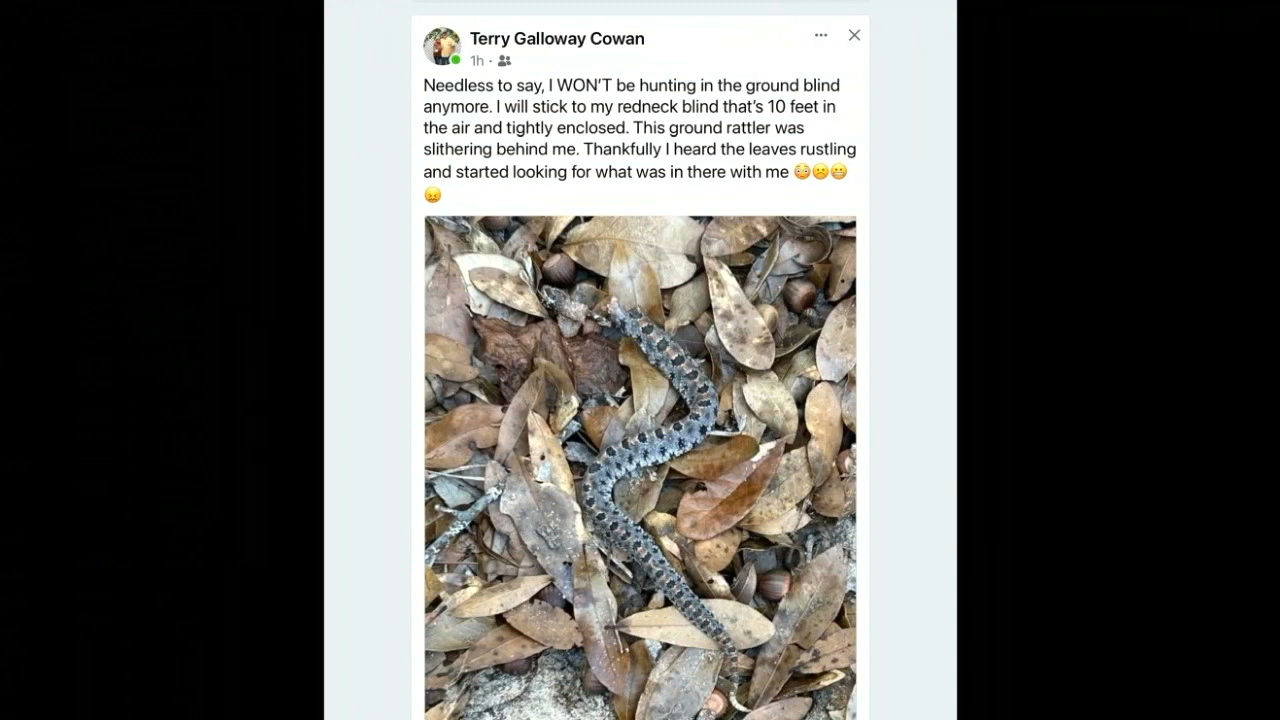 Terry Galloway Cowan
1h ·
Needless to say, I WON'T be hunting in the ground blind
anymore. I will stick to my redneck blind that's 10 feet in
the air and tightly enclosed. This ground rattler was
slithering behind me. Thankfully I heard the leaves rustling
and started looking for what was in there with me 😳☹️😬
😖